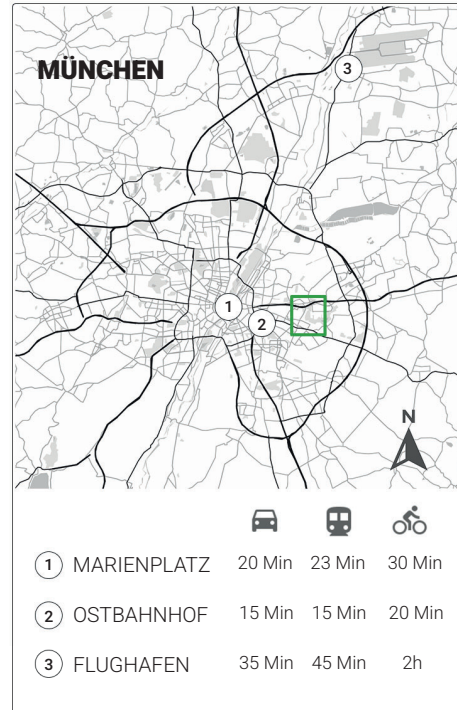 MÜNCHEN
3
1
2
N
1 MARIENPLATZ 20 Min 23 Min 30 Min
2 OSTBAHNHOF 15 Min 15 Min 20 Min
3 FLUGHAFEN 35 Min 45 Min 2h